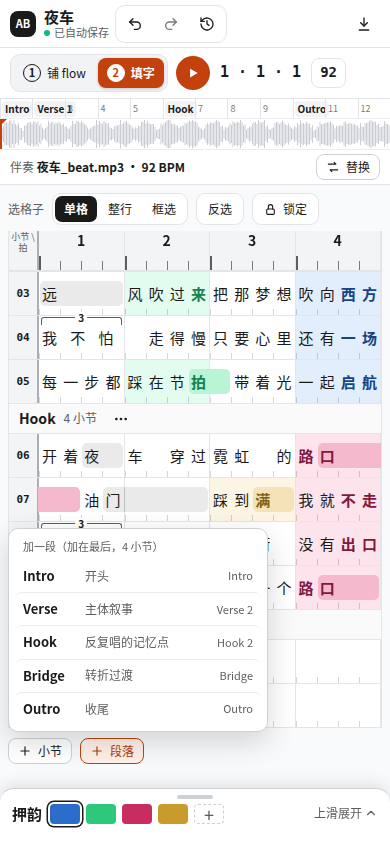 AB 夜车
已自动保存
1 铺 flow 2 填字 1 · 1 · 1 · 1 92
Intro Verse 1 4 5 Hook 7 8 9 Outro 11 12
伴奏 夜车_beat.mp3 · 92 BPM 替换
选格子 单格 整行 框选 反选 锁定
小节\拍 1 2 3 4
03 远 风吹过来 把那梦想 吹向西方
3
04 我不怕 走得慢 只要心里 还有一场
05 每一步都 踩在节拍 带着光 一起启航
Hook 4 小节 ···
06 开着夜 车 穿过 霓虹 的 路口
07 油门 踩到满 我就不走
3
没有出口
个 路口
加一段（加在最后，4 小节）
Intro 开头 Intro
Verse 主体叙事 Verse 2
Hook 反复唱的记忆点 Hook 2
Bridge 转折过渡 Bridge
Outro 收尾 Outro
+ 小节 + 段落
押韵 + 上滑展开